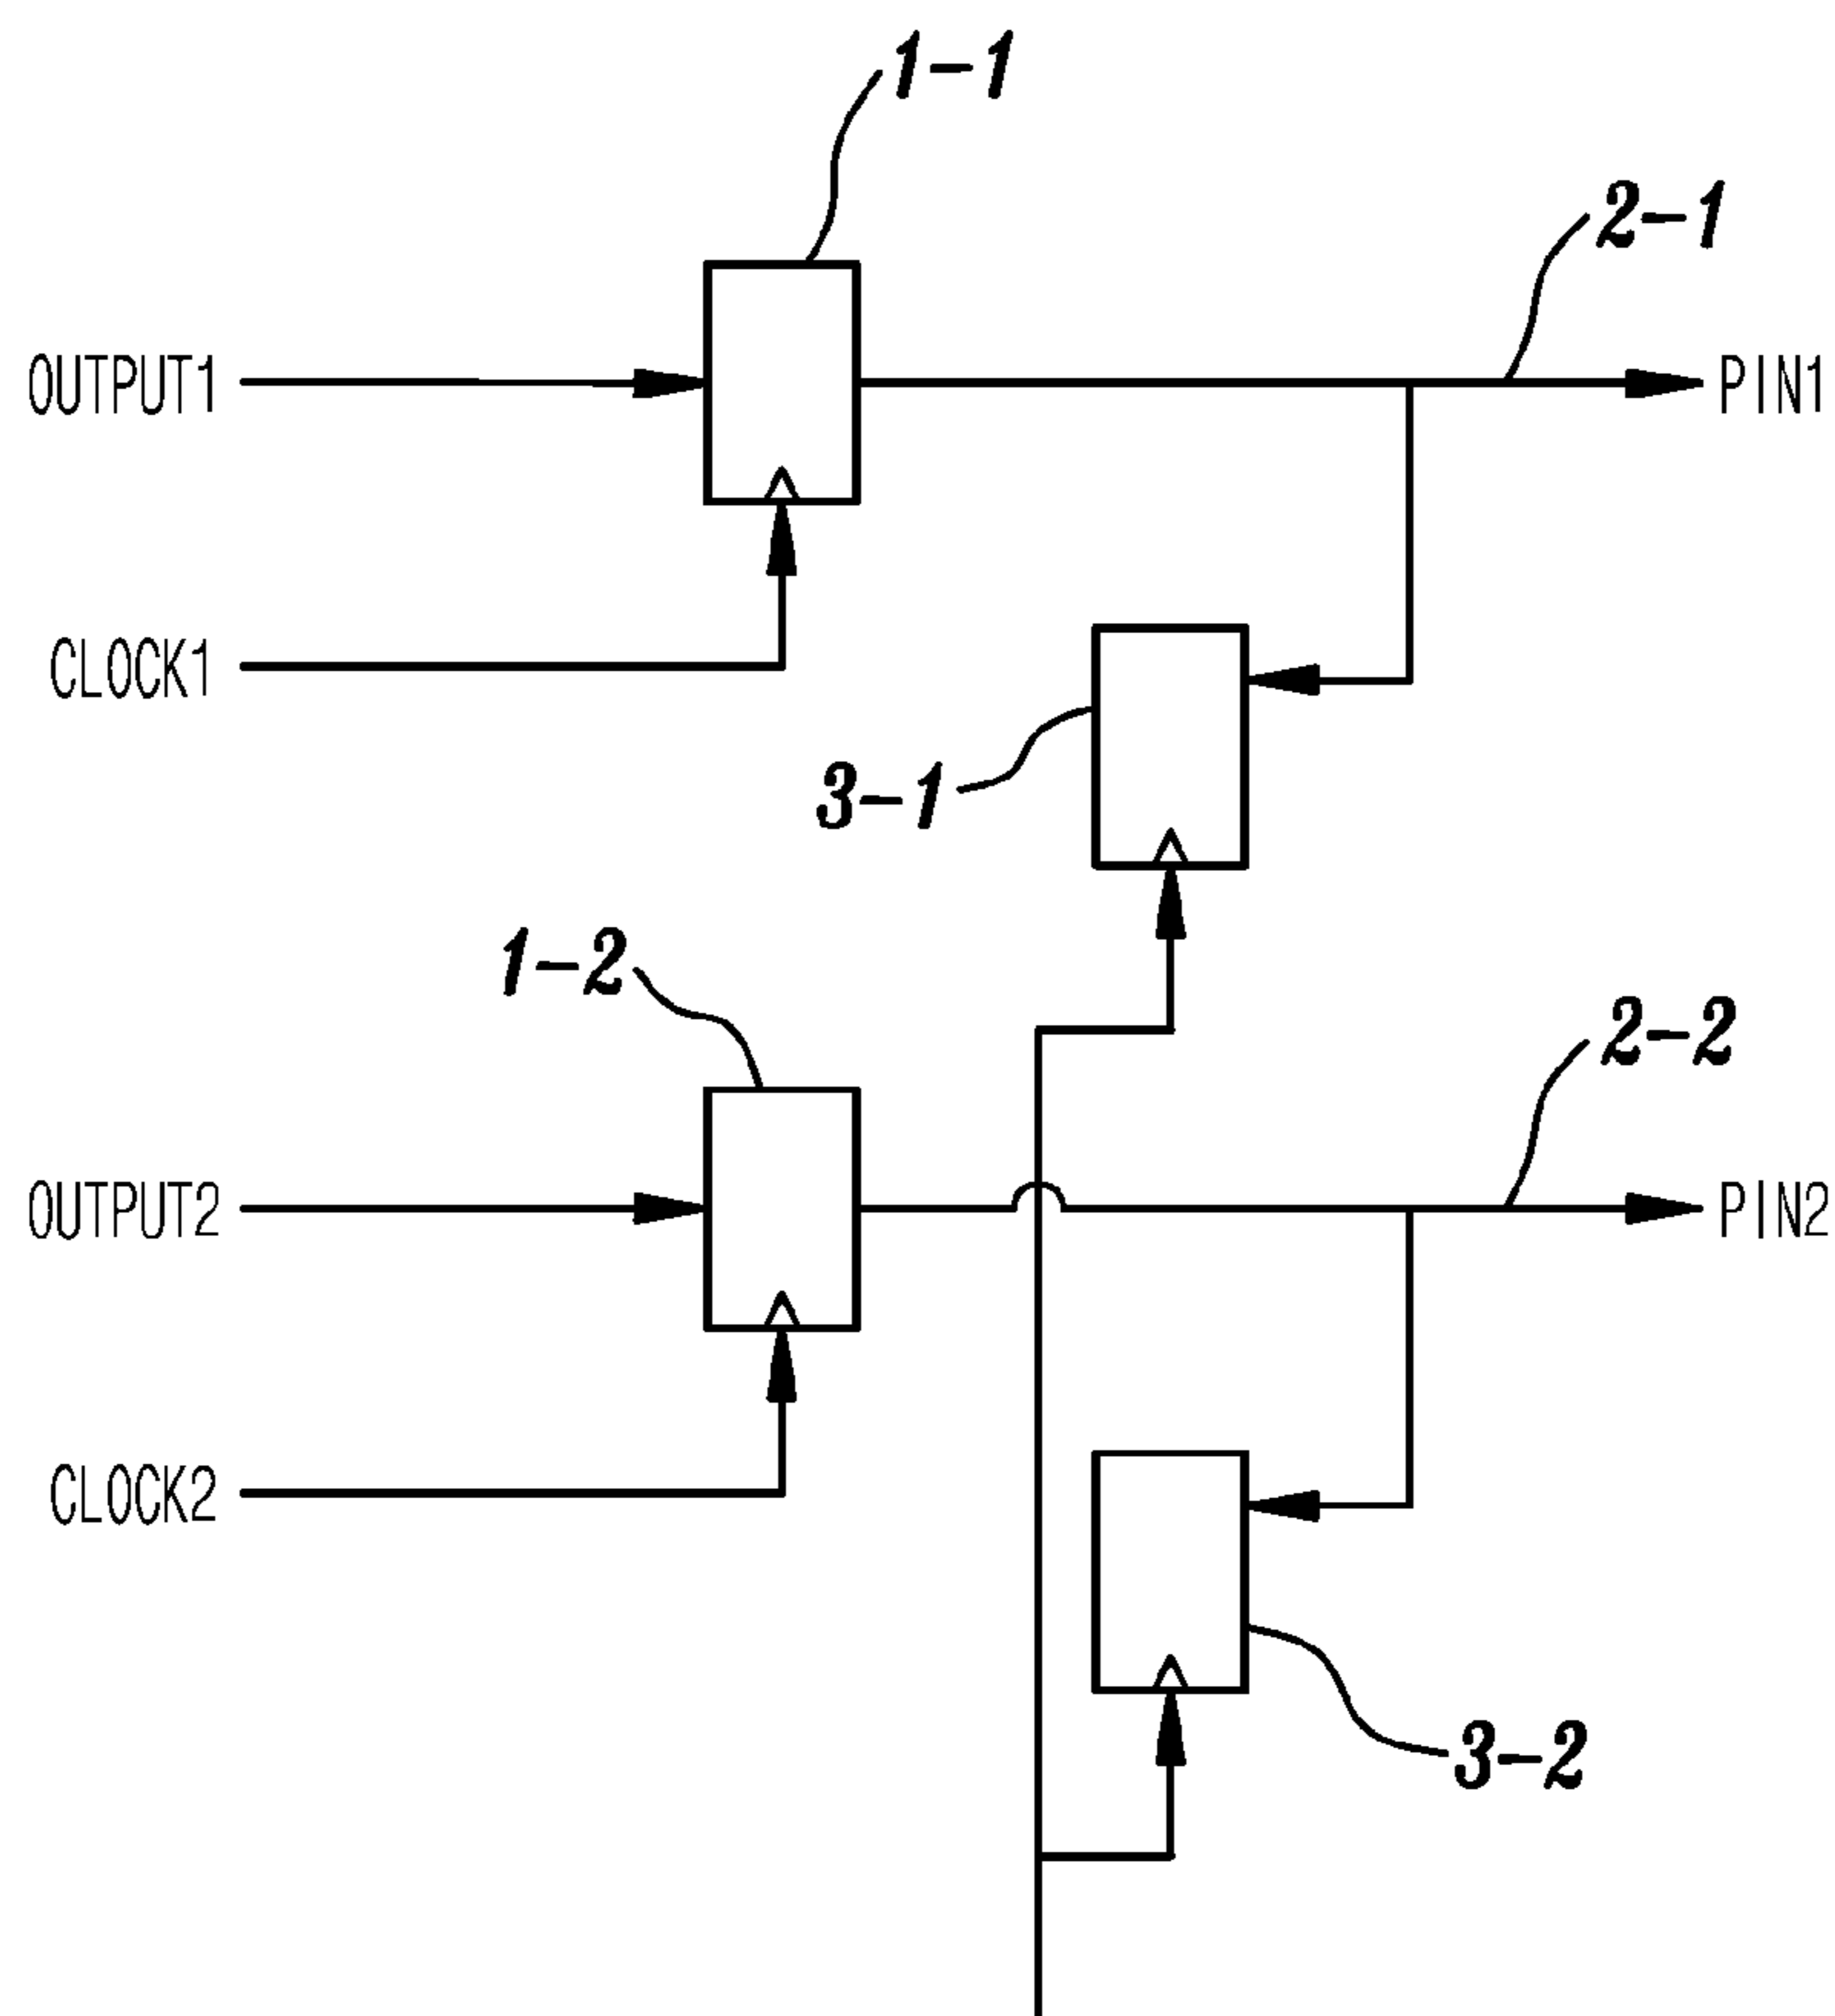 1-1
2-1
OUTPUT1
PIN1
CLOCK1
3-1
1-2
2-2
OUTPUT2
PIN2
CLOCK2
3-2